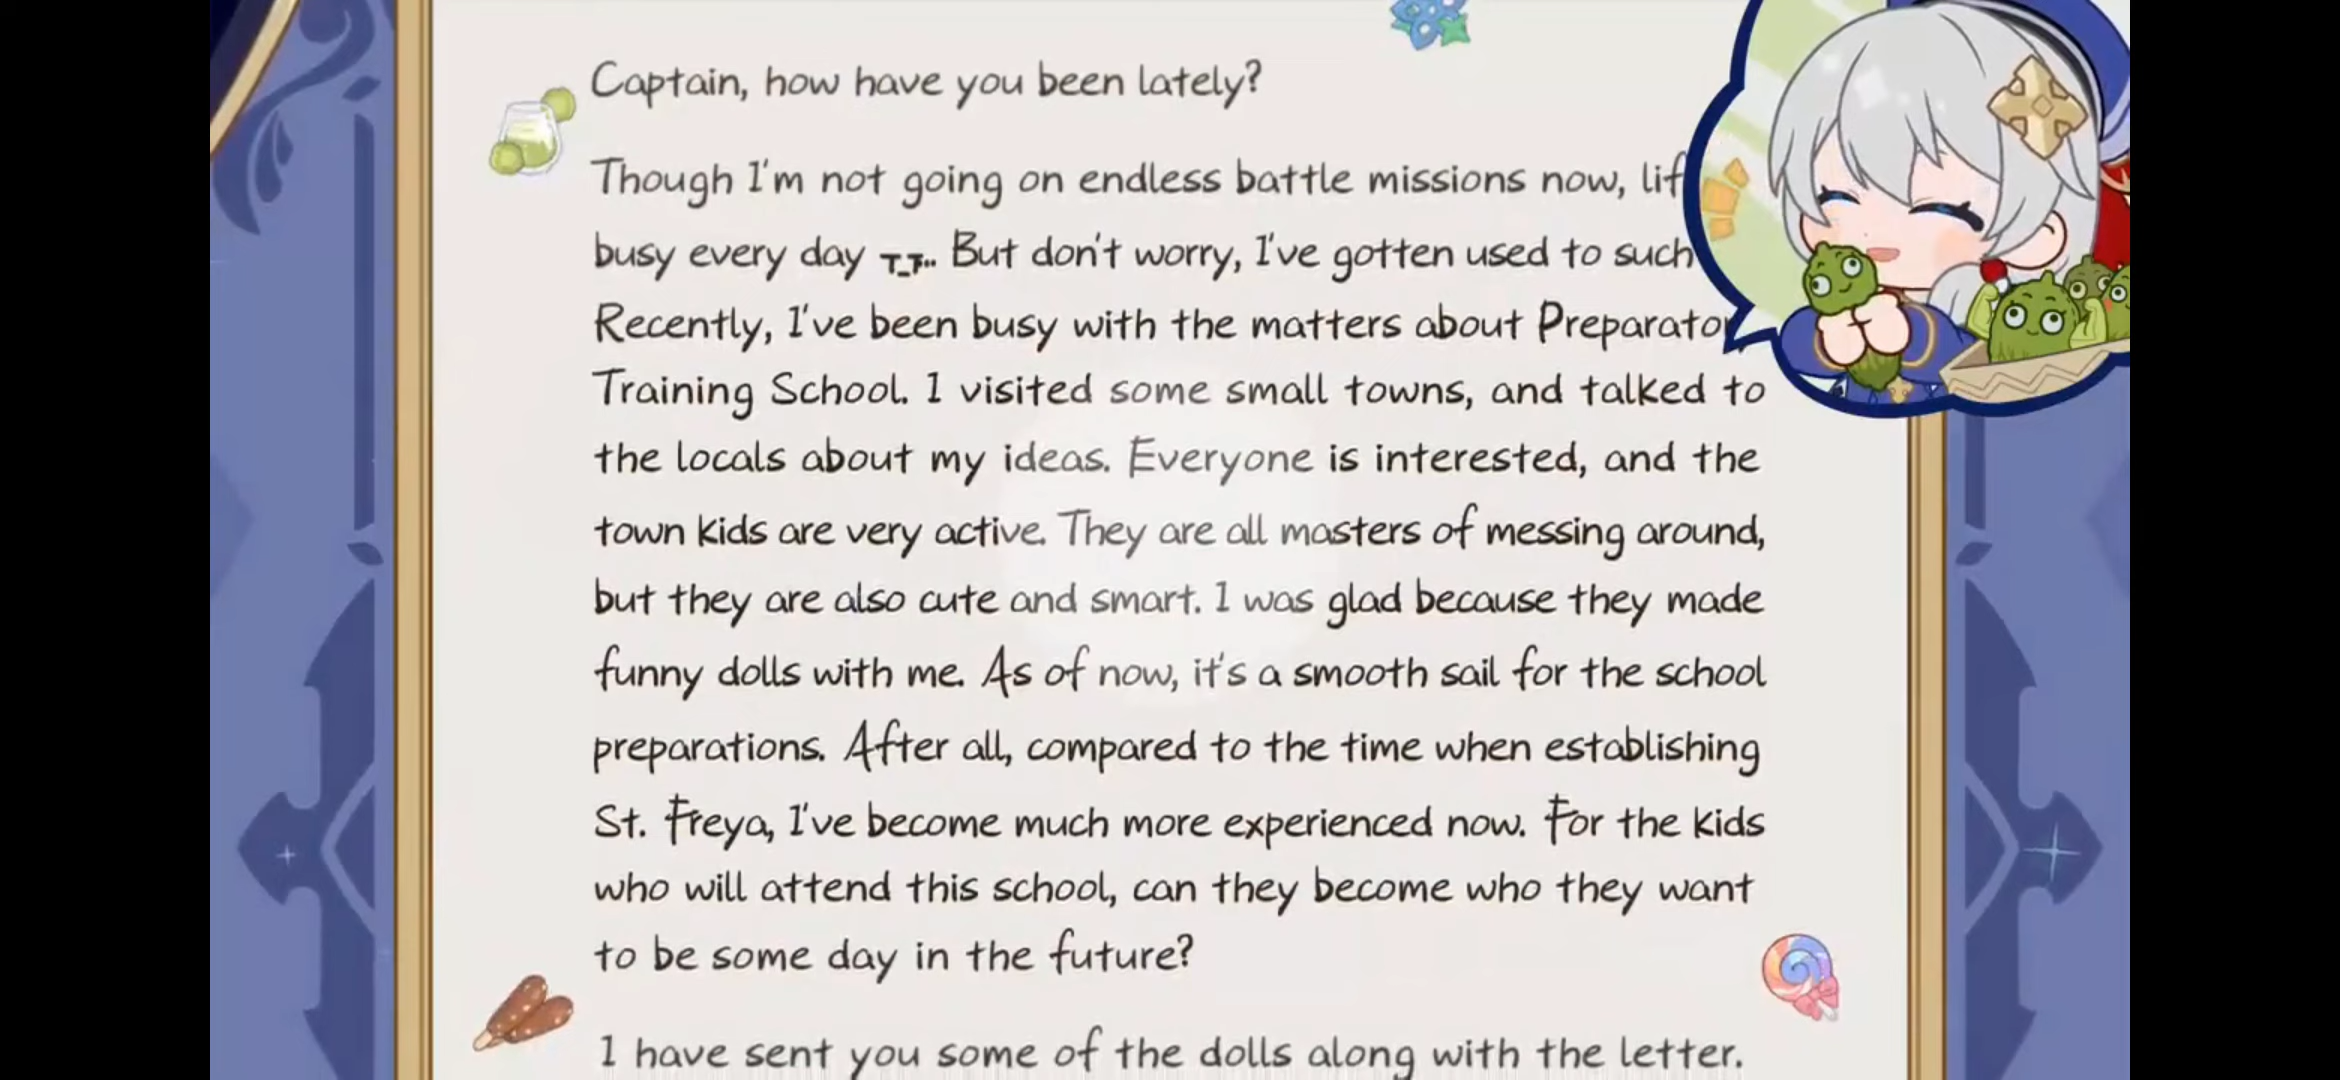 Captain, how have you been lately?
Though I'm not going on endless battle missions now,
busy every day T_T.. But don't worry, I've gotten used to such
Recently, I've been busy with the matters about
Training School. I visited some small towns, and talked to
the locals about my ideas. Everyone is interested, and the
town kids are very active. They are all masters of messing around,
but they are also cute and smart. I was glad because they made
funny dolls with me. As of now, it's a smooth sail for the school
preparations. After all, compared to the time when establishing
St. Freya, I've become much more experienced now. For the kids
who will attend this school, can they become who they want
to be some day in the future?
I have sent you some of the dolls along with the letter.